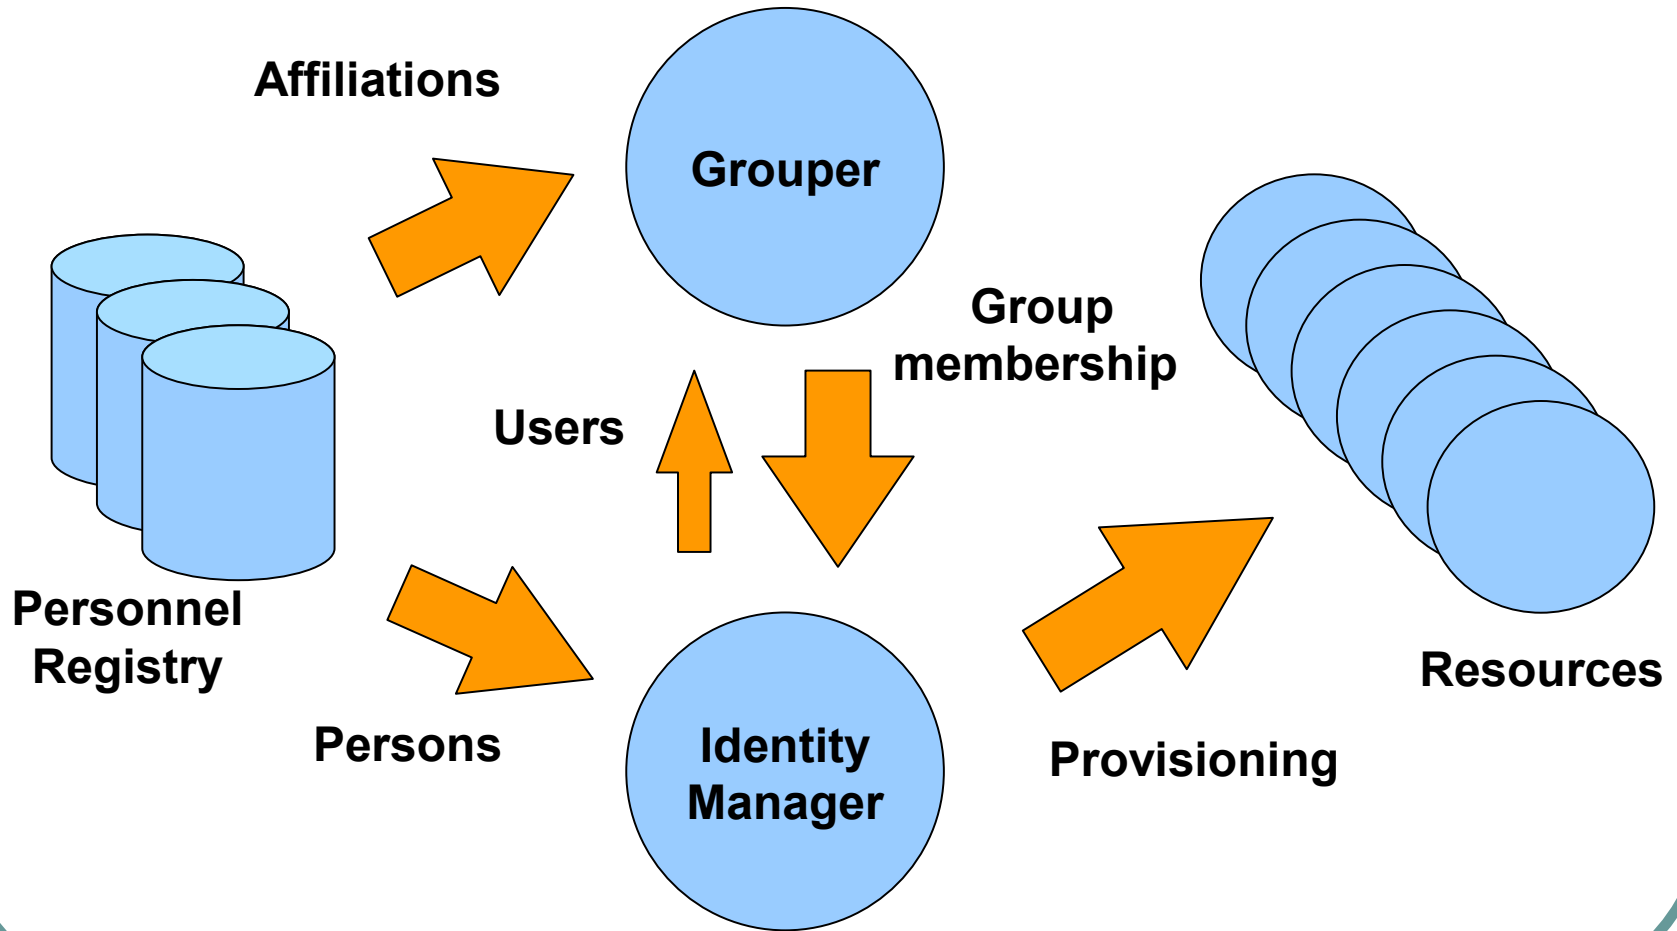 Affiliations
Grouper
Group
membership
Users
Personnel
Registry
Persons
Identity
Manager
Provisioning
Resources